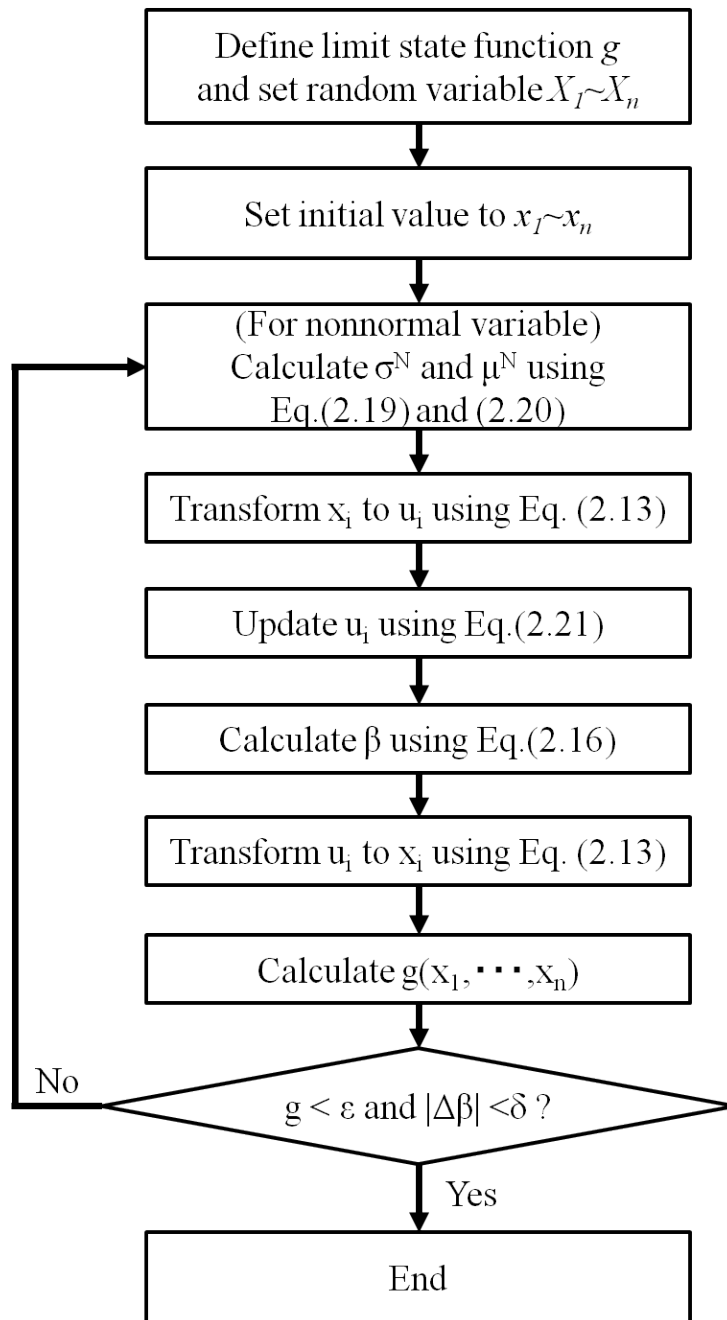 Define limit state function g
and set random variable X₁~Xₙ
Set initial value to x₁~xₙ
(For nonnormal variable)
Calculate σᴺ and μᴺ using
Eq.(2.19) and (2.20)
Transform xᵢ to uᵢ using Eq. (2.13)
Update uᵢ using Eq.(2.21)
Calculate β using Eq.(2.16)
Transform uᵢ to xᵢ using Eq. (2.13)
Calculate g(x₁,⋯,xₙ)
No
g < ε and |Δβ| <δ ?
Yes
End